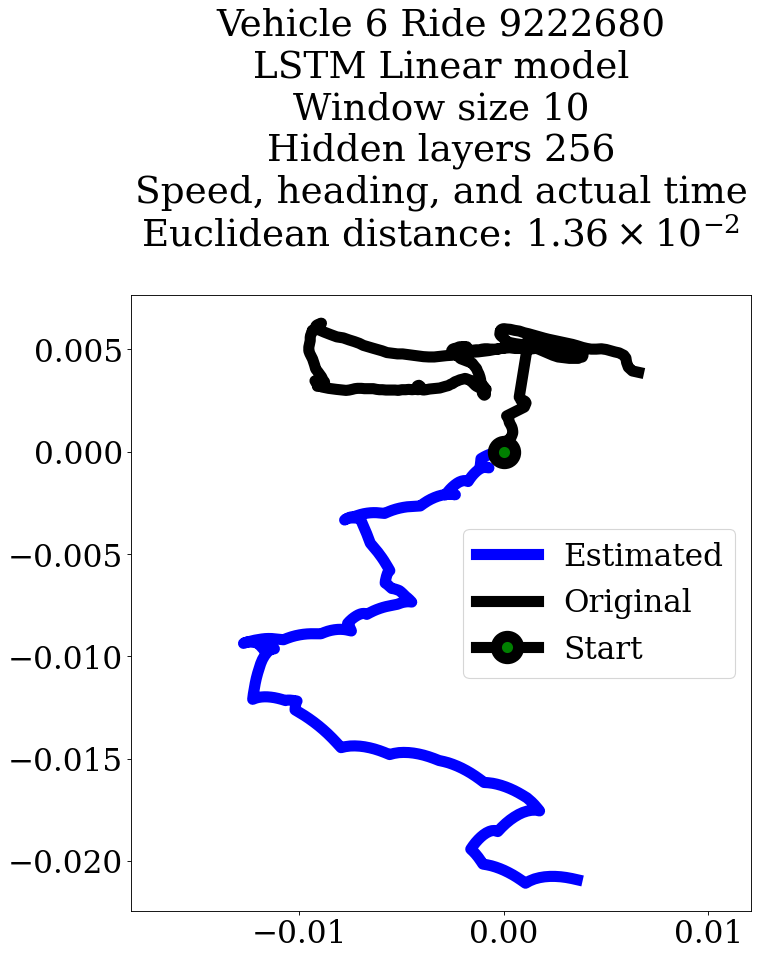 Vehicle 6 Ride 9222680
LSTM Linear model
Window size 10
Hidden layers 256
Speed, heading, and actual time
Euclidean distance: 1.36 × 10⁻²
0.005
0.000
−0.005
−0.010
−0.015
−0.020
Estimated
Original
Start
−0.01 0.00 0.01